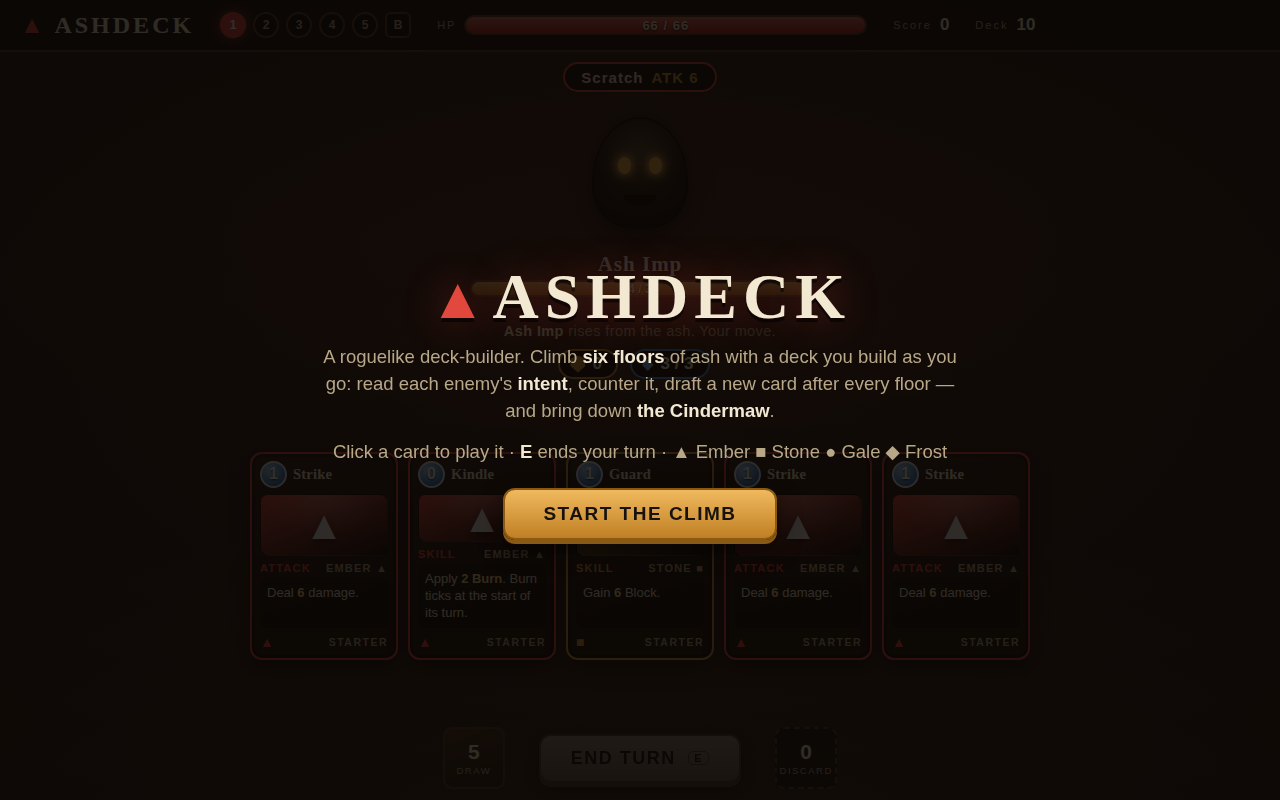 ▲ ASHDECK
1 2 3 4 5 B
HP 66 / 66
Score 0 Deck 10
Scratch ATK 6
Ash Imp
Ash Imp rises from the ash. Your move.
3 / 3
▲ASHDECK
A roguelike deck-builder. Climb six floors of ash with a deck you build as you
go: read each enemy's intent, counter it, draft a new card after every floor —
and bring down the Cindermaw.
Click a card to play it · E ends your turn · ▲ Ember ■ Stone ● Gale ◆ Frost
START THE CLIMB
1 Strike
ATTACK EMBER ▲
Deal 6 damage.
▲ STARTER
0 Kindle
SKILL EMBER ▲
Apply 2 Burn. Burn
ticks at the start of
its turn.
▲ STARTER
1 Guard
SKILL STONE ■
Gain 6 Block.
■ STARTER
1 Strike
ATTACK EMBER ▲
Deal 6 damage.
▲ STARTER
1 Strike
ATTACK EMBER ▲
Deal 6 damage.
▲ STARTER
5
DRAW
END TURN E
0
DISCARD